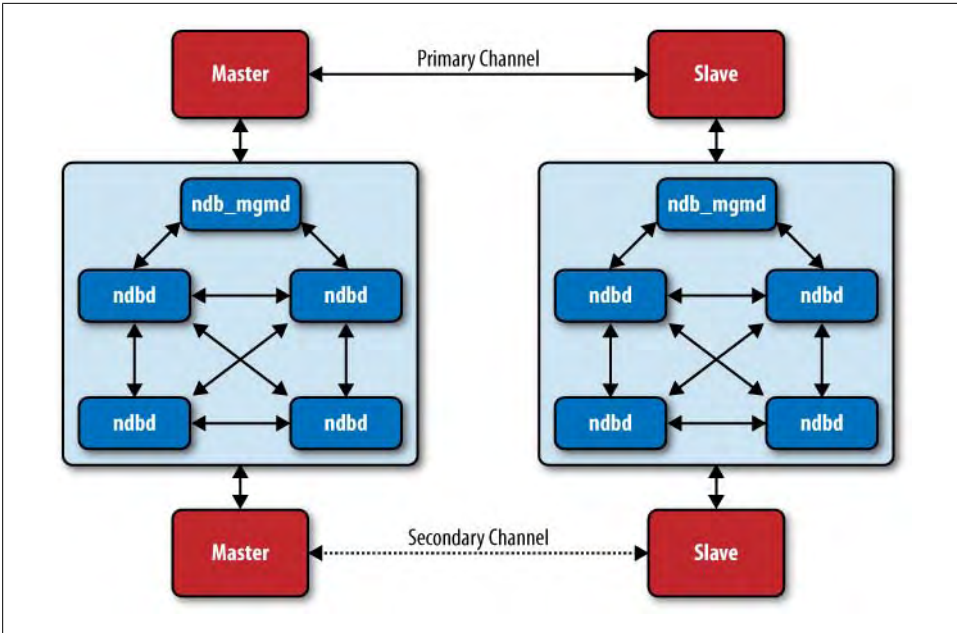 Master
Primary Channel
Slave
ndb_mgmd
ndbd
ndbd
ndbd
ndbd
ndb_mgmd
ndbd
ndbd
ndbd
ndbd
Master
Secondary Channel
Slave